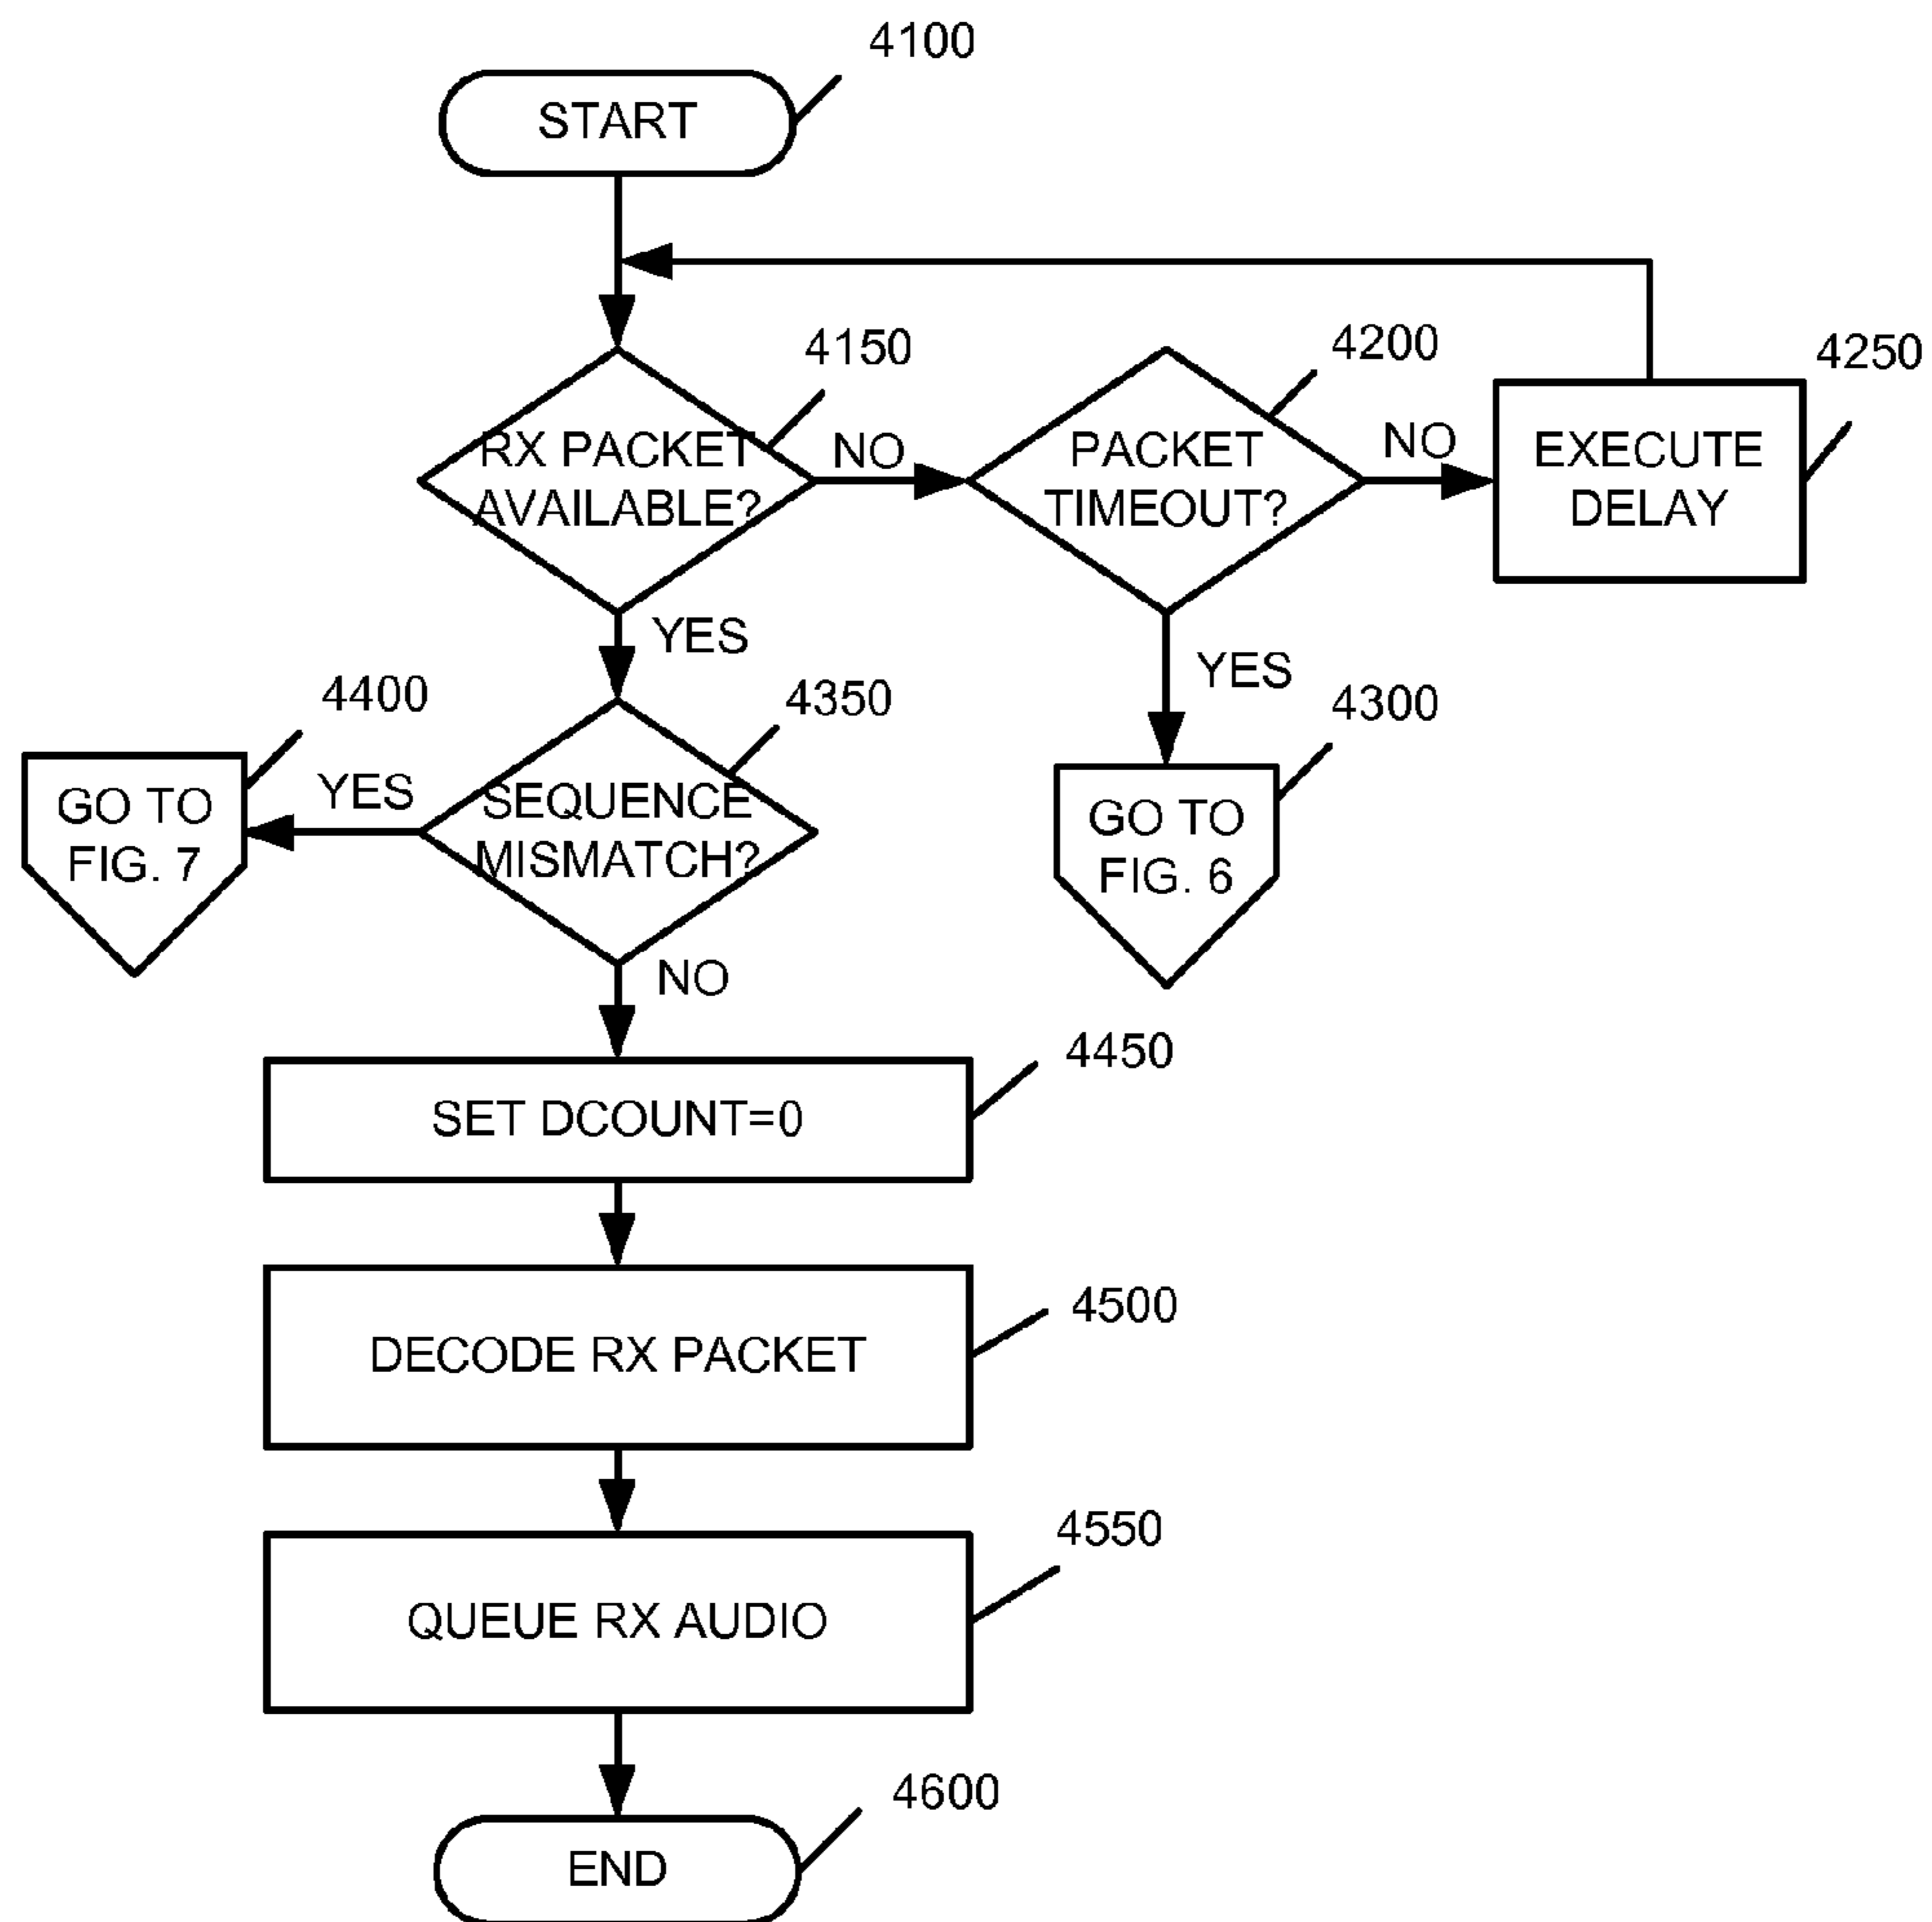 4100
START
4150
4200
4250
RX PACKET
AVAILABLE?
NO
PACKET
TIMEOUT?
NO
EXECUTE
DELAY
YES
YES
4400
4350
4300
GO TO
FIG. 7
YES
SEQUENCE
MISMATCH?
GO TO
FIG. 6
NO
4450
SET DCOUNT=0
4500
DECODE RX PACKET
4550
QUEUE RX AUDIO
4600
END